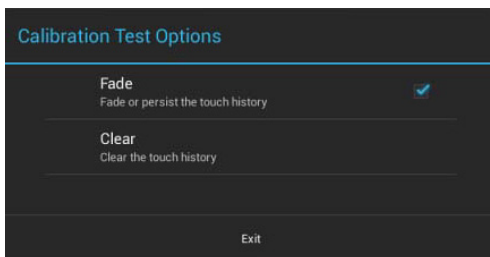 Calibration Test Options
Fade
Fade or persist the touch history
Clear
Clear the touch history
Exit